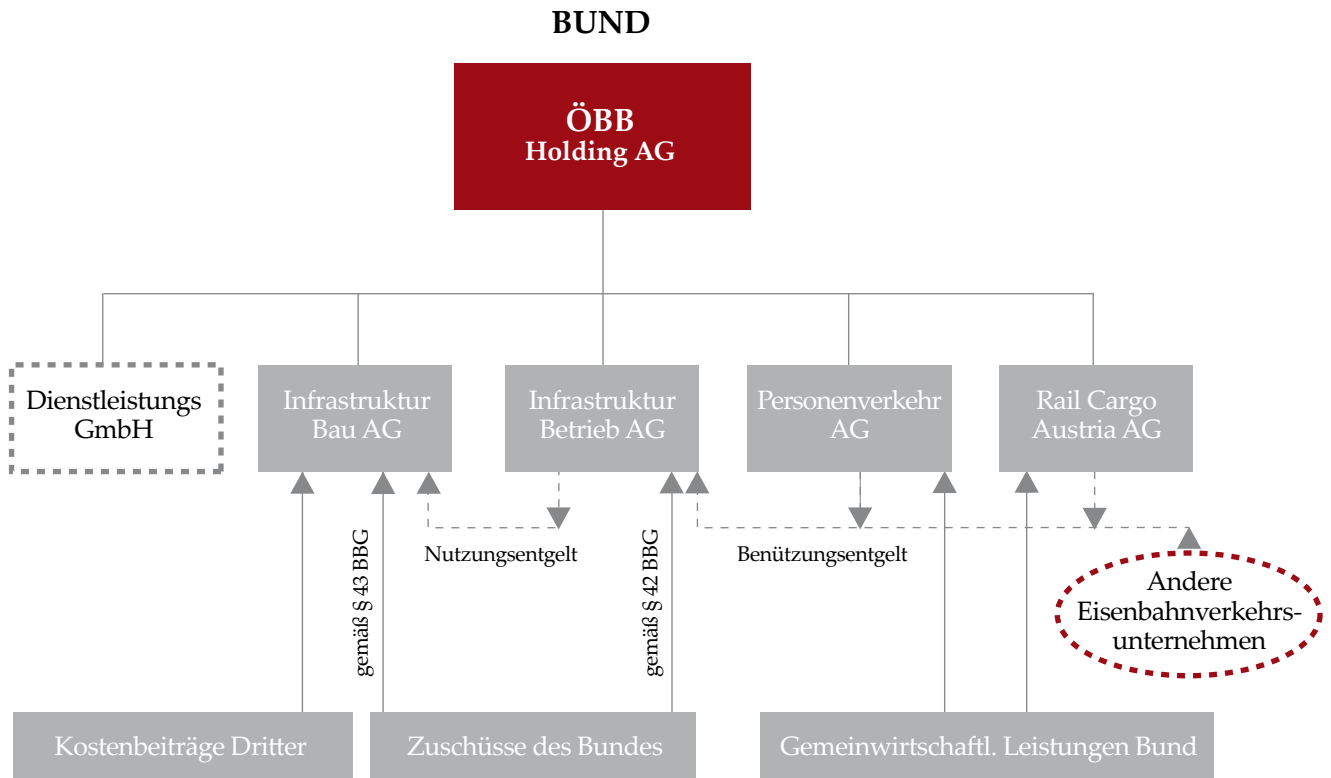 BUND
ÖBB
Holding AG
Dienstleistungs
GmbH
Infrastruktur
Bau AG
Infrastruktur
Betrieb AG
Personenverkehr
AG
Rail Cargo
Austria AG
gemäß § 43 BBG
Nutzungsentgelt
gemäß § 42 BBG
Benützungsentgelt
Andere
Eisenbahnverkehrs-
unternehmen
Kostenbeiträge Dritter
Zuschüsse des Bundes
Gemeinwirtschaftl. Leistungen Bund